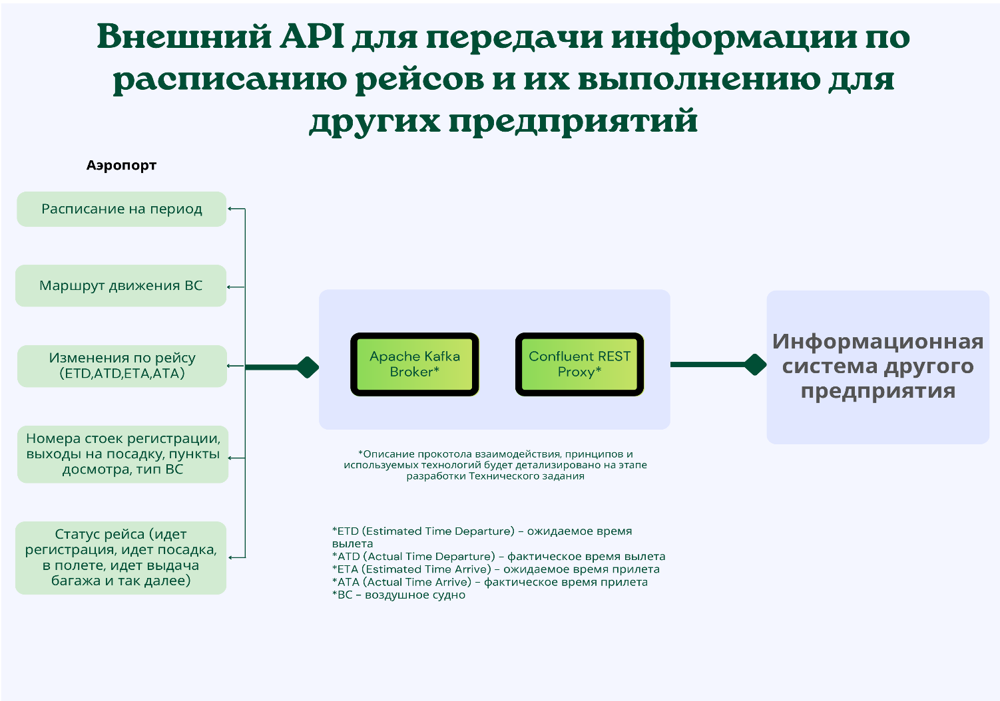 Внешний API для передачи информации по
расписанию рейсов и их выполнению для
других предприятий
Аэропорт
Расписание на период
Маршрут движения ВС
Изменения по рейсу
(ETD,ATD,ETA,ATA)
Номера стоек регистрации,
выходы на посадку, пункты
досмотра, тип ВС
Статус рейса (идет
регистрация, идет посадка,
в полете, идет выдача
багажа и так далее)
Apache Kafka
Broker*
Confluent REST
Proxy*
*Описание прокотола взаимодействия, принципов и
используемых технологий будет детализировано на этапе
разработки Технического задания
*ETD (Estimated Time Departure) – ожидаемое время
вылета
*ATD (Actual Time Departure) – фактическое время вылета
*ETA (Estimated Time Arrive) – ожидаемое время прилета
*ATA (Actual Time Arrive) – фактическое время прилета
*ВС – воздушное судно
Информационная
система другого
предприятия